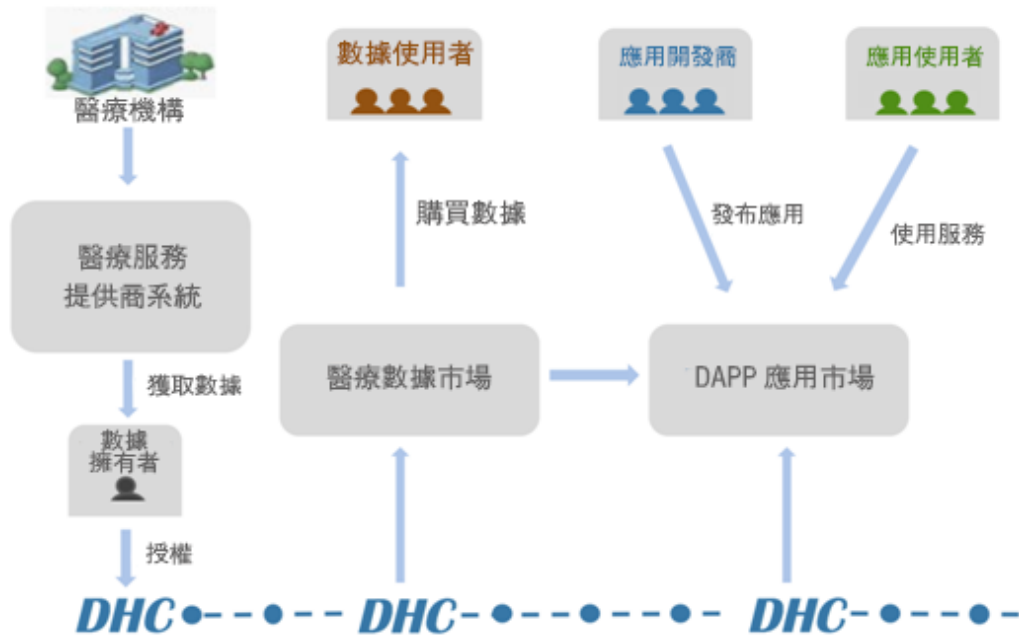 數據使用者
應用開發商
應用使用者
醫療機構
購買數據
發布應用
使用服務
醫療服務
提供商系統
醫療數據市場
DAPP 應用市場
獲取數據
數據
擁有者
授權
DHC
DHC
DHC